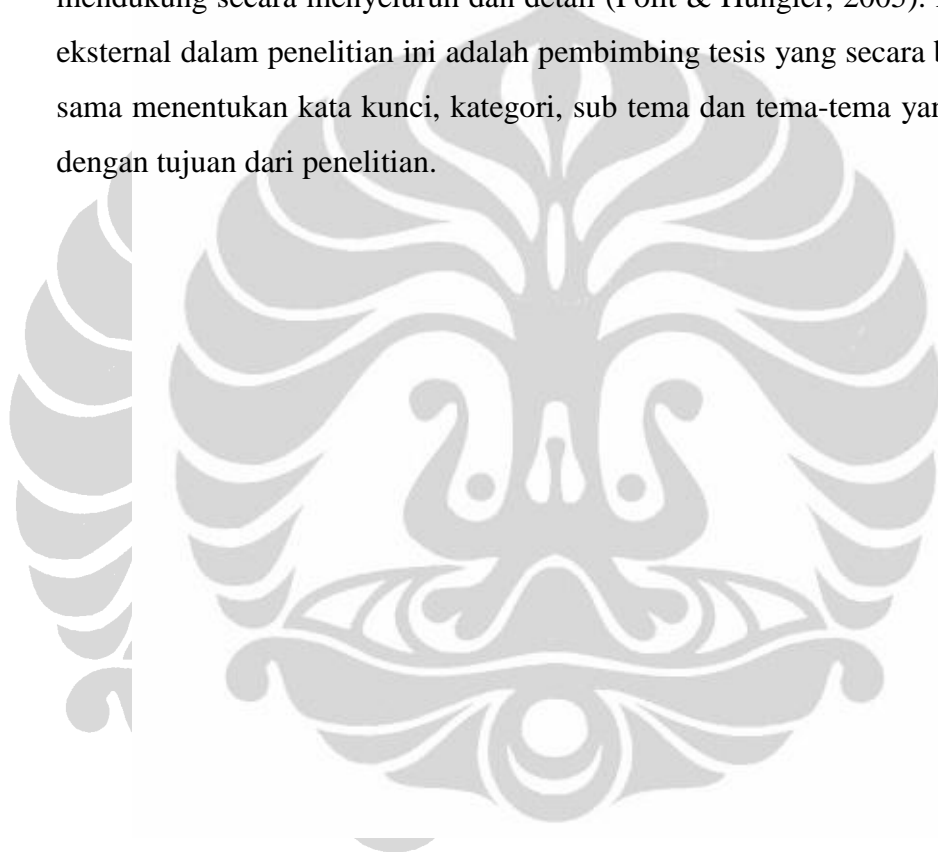 mendukung secara menyeluruh dan detail (Polit & Hungler, 2005).
eksternal dalam penelitian ini adalah pembimbing tesis yang secara
sama menentukan kata kunci, kategori, sub tema dan tema-tema
dengan tujuan dari penelitian.